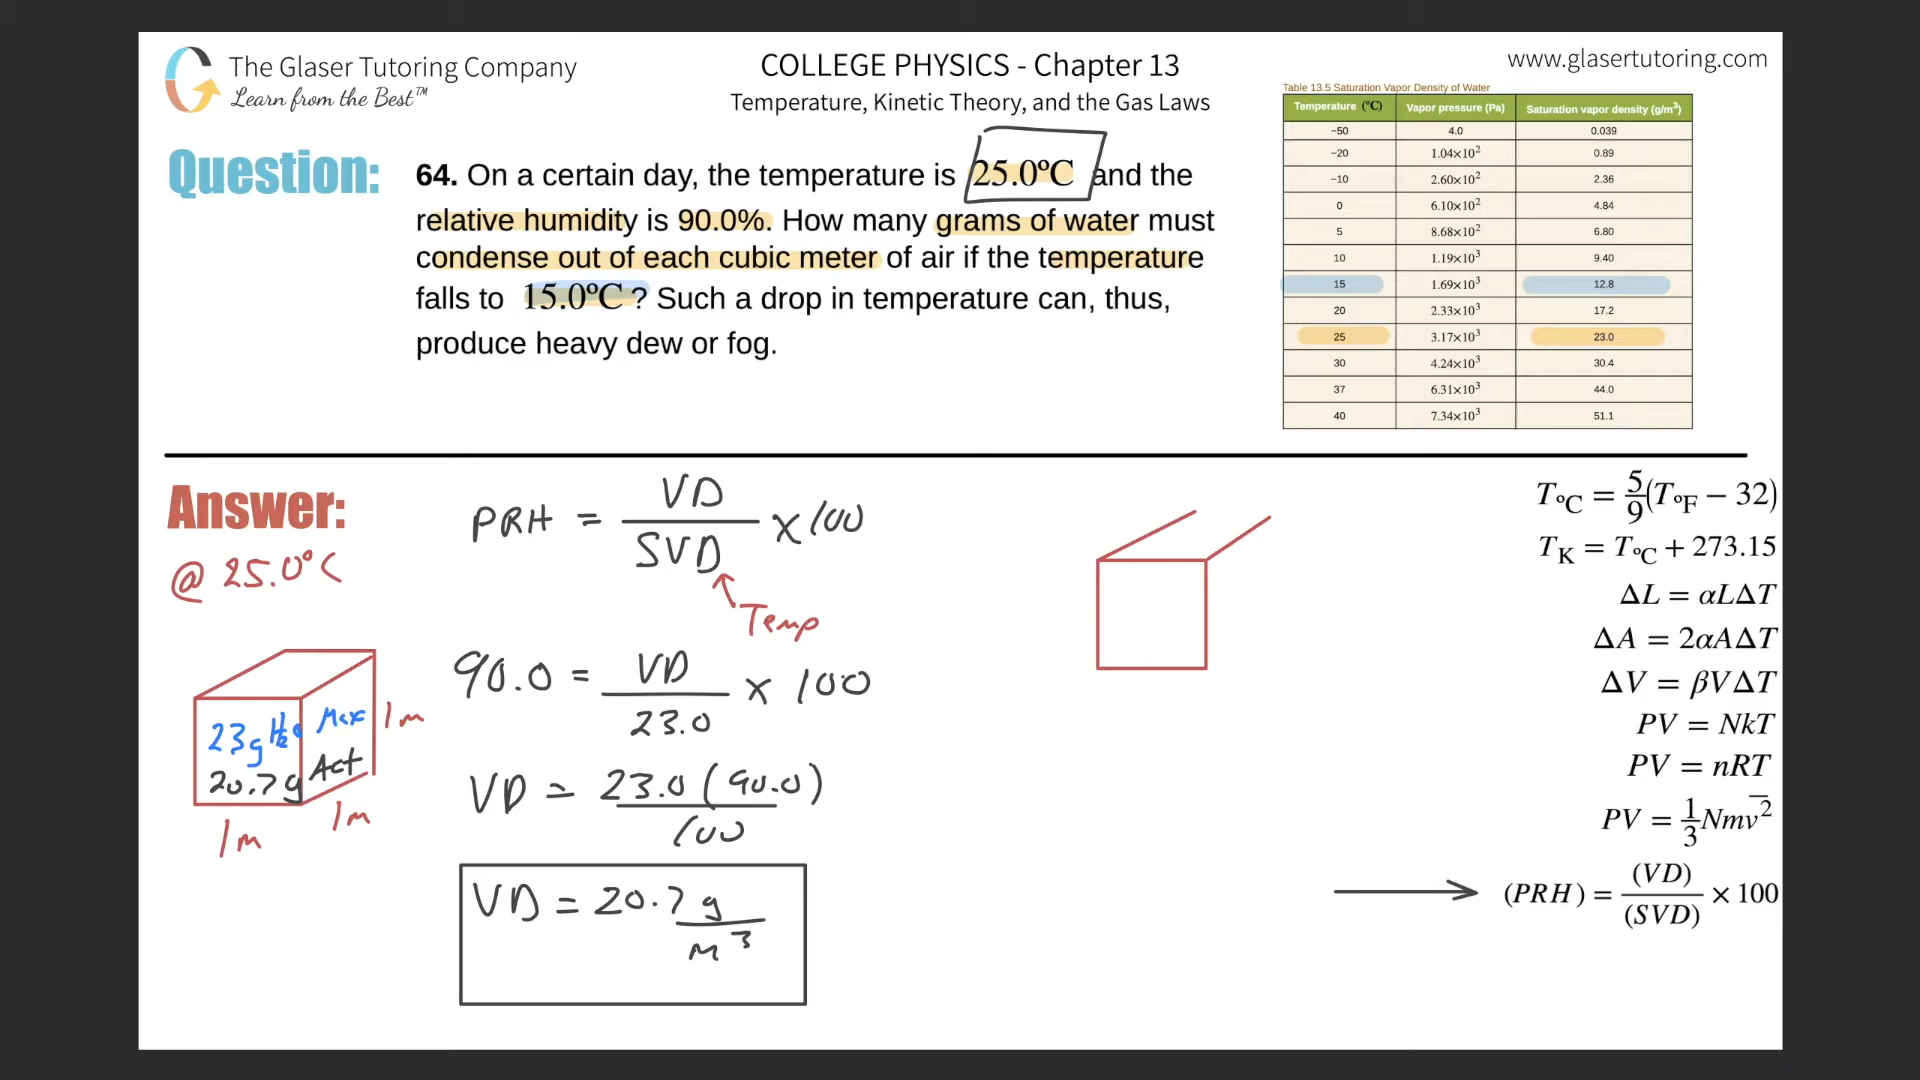 The Glaser Tutoring Company
Learn from the Best™
COLLEGE PHYSICS - Chapter 13
Temperature, Kinetic Theory, and the Gas Laws
www.glasertutoring.com
Question:
64. On a certain day, the temperature is 25.0ºC and the
relative humidity is 90.0%. How many grams of water must
condense out of each cubic meter of air if the temperature
falls to 15.0ºC ? Such a drop in temperature can, thus,
produce heavy dew or fog.
Table 13.5 Saturation Vapor Density of Water
Temperature (ºC) Vapor pressure (Pa) Saturation vapor density (g/m³)
−50 4.0 0.039
−20 1.04×10² 0.89
−10 2.60×10² 2.36
0 6.10×10² 4.84
5 8.68×10² 6.80
10 1.19×10³ 9.40
15 1.69×10³ 12.8
20 2.33×10³ 17.2
25 3.17×10³ 23.0
30 4.24×10³ 30.4
37 6.31×10³ 44.0
40 7.34×10³ 51.1
Answer:
@ 25.0°C
23g H₂O Max
20.7g Act
1m
1m
1m
PRH = VD/SVD × 100
Temp
90.0 = VD/23.0 × 100
VD = 23.0(90.0)/100
VD = 20.7 g/m³
T_ºC = 5/9(T_ºF − 32)
T_K = T_ºC + 273.15
ΔL = αLΔT
ΔA = 2αAΔT
ΔV = βVΔT
PV = NkT
PV = nRT
PV = 1/3 Nmv̅²
(PRH) = (VD)/(SVD) × 100